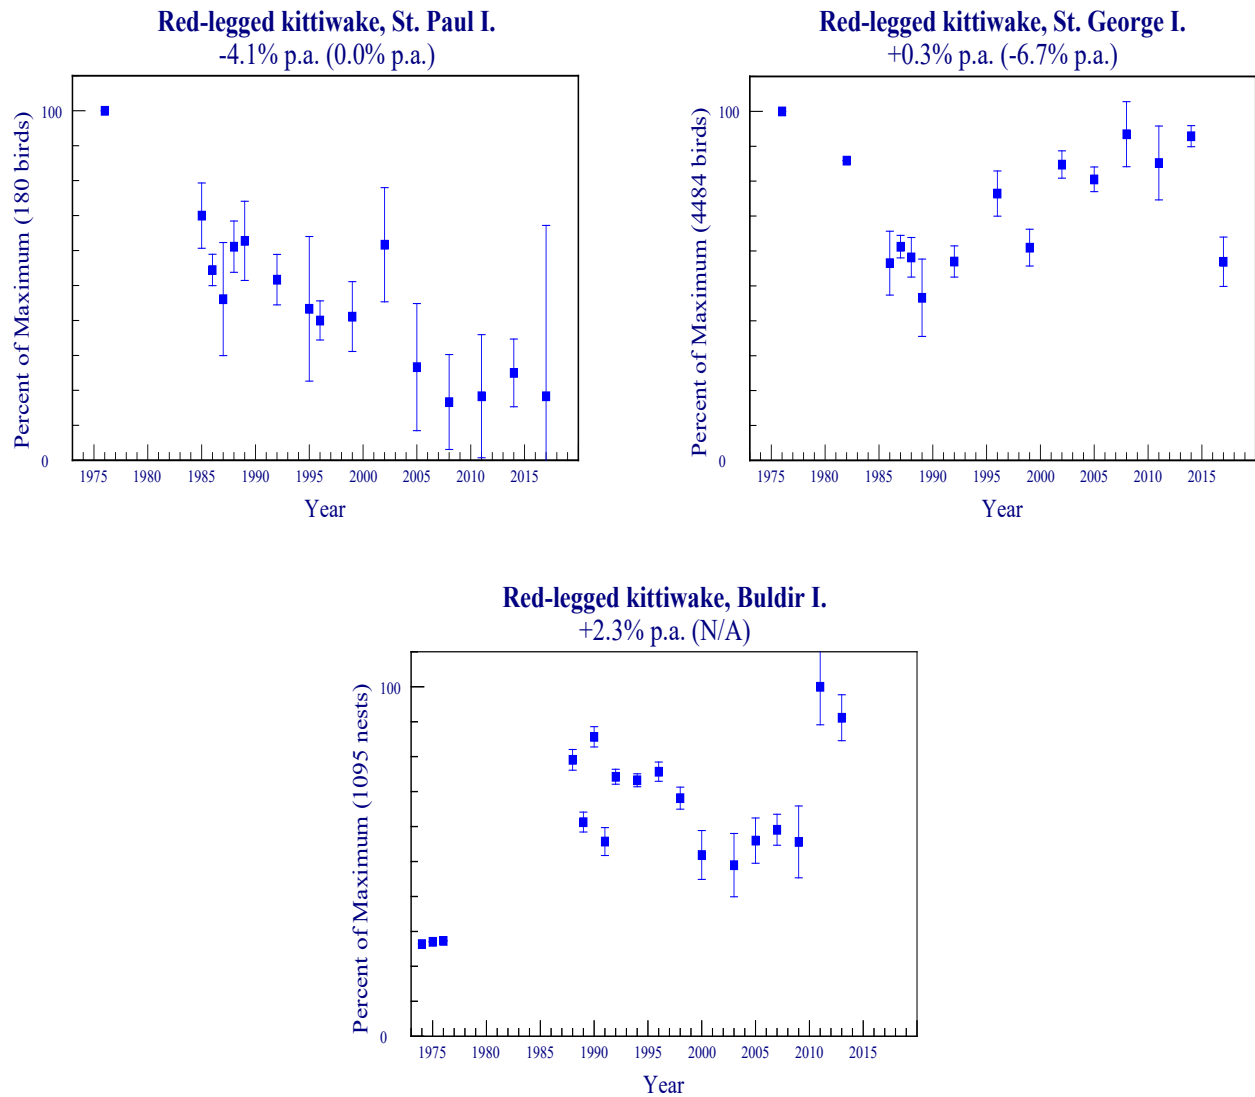 Red-legged kittiwake, St. Paul I.
-4.1% p.a. (0.0% p.a.)
Percent of Maximum (180 birds)
100
0
1975 1980 1985 1990 1995 2000 2005 2010 2015
Year
Red-legged kittiwake, St. George I.
+0.3% p.a. (-6.7% p.a.)
Percent of Maximum (4484 birds)
100
0
1975 1980 1985 1990 1995 2000 2005 2010 2015
Year
Red-legged kittiwake, Buldir I.
+2.3% p.a. (N/A)
Percent of Maximum (1095 nests)
100
0
1975 1980 1985 1990 1995 2000 2005 2010 2015
Year